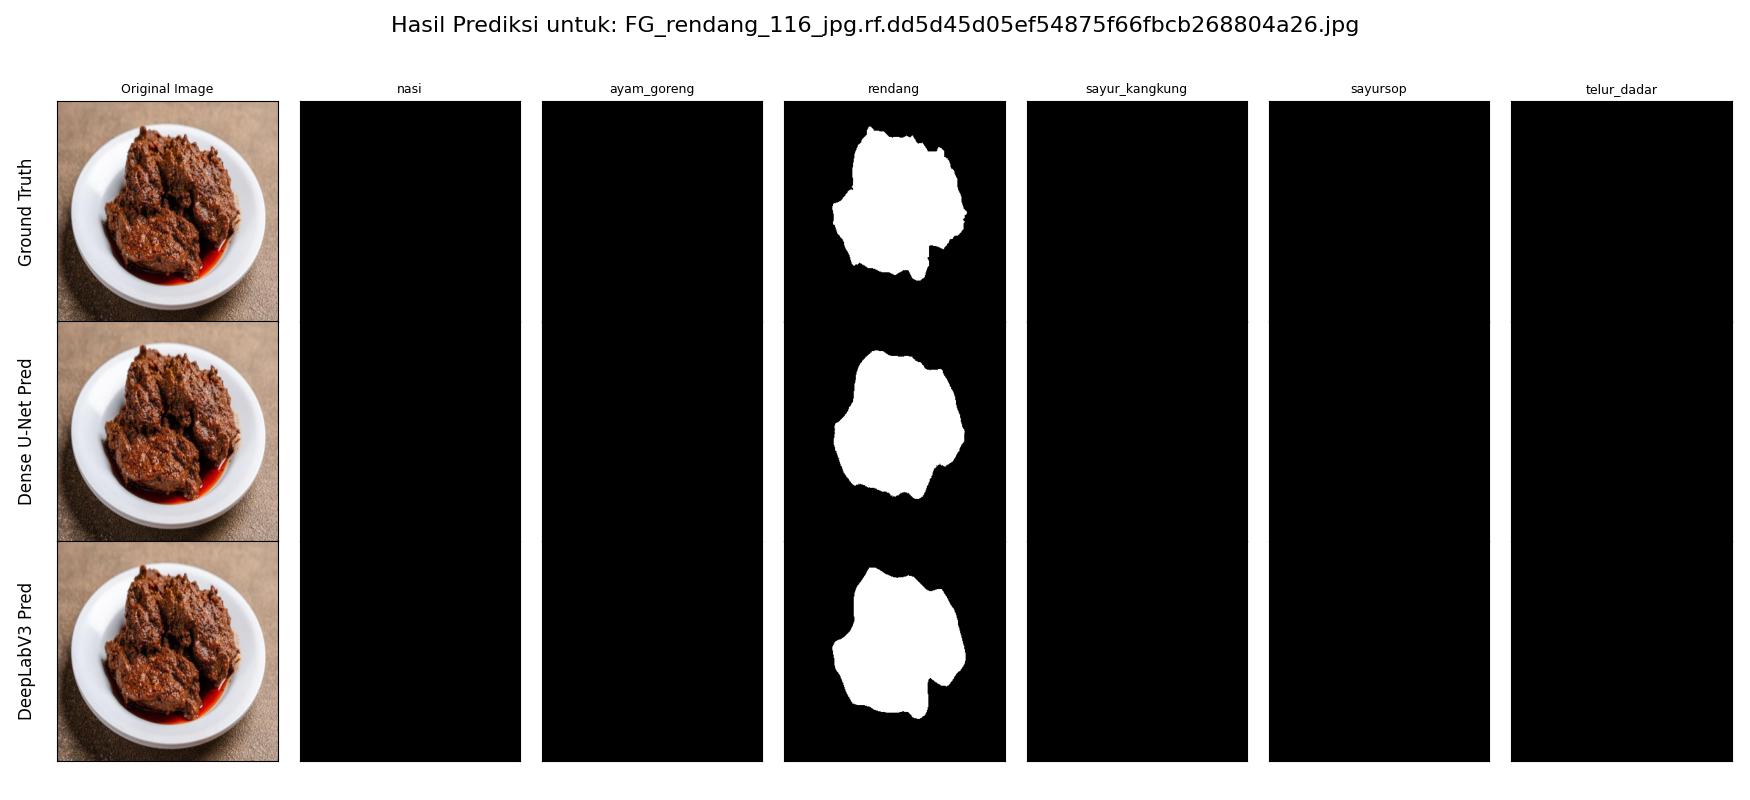 Hasil Prediksi untuk: FG_rendang_116_jpg.rf.dd5d45d05ef54875f66fbcb268804a26.jpg
Original Image
nasi
ayam_goreng
rendang
sayur_kangkung
sayursop
telur_dadar
Ground Truth
Dense U-Net Pred
DeepLabV3 Pred